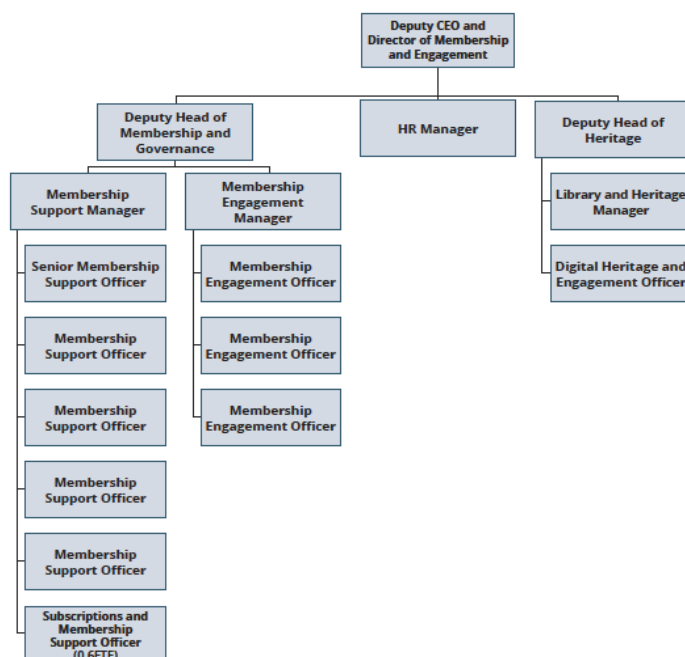 Deputy CEO and
Director of Membership
and Engagement
Deputy Head of
Membership and
Governance
HR Manager
Deputy Head of
Heritage
Membership
Support Manager
Membership
Engagement
Manager
Library and Heritage
Manager
Senior Membership
Support Officer
Membership
Engagement Officer
Digital Heritage and
Engagement Officer
Membership
Support Officer
Membership
Engagement Officer
Membership
Support Officer
Membership
Engagement Officer
Membership
Support Officer
Membership
Support Officer
Subscriptions and
Membership
Support Officer
(0.6FTE)